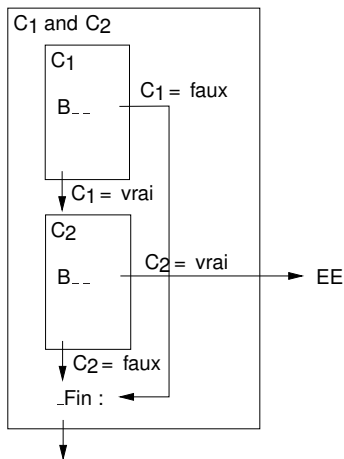 C1 and C2
C1
B_ _
C1 = faux
C1 = vrai
C2
B_ _
C2 = vrai
EE
C2 = faux
_Fin :